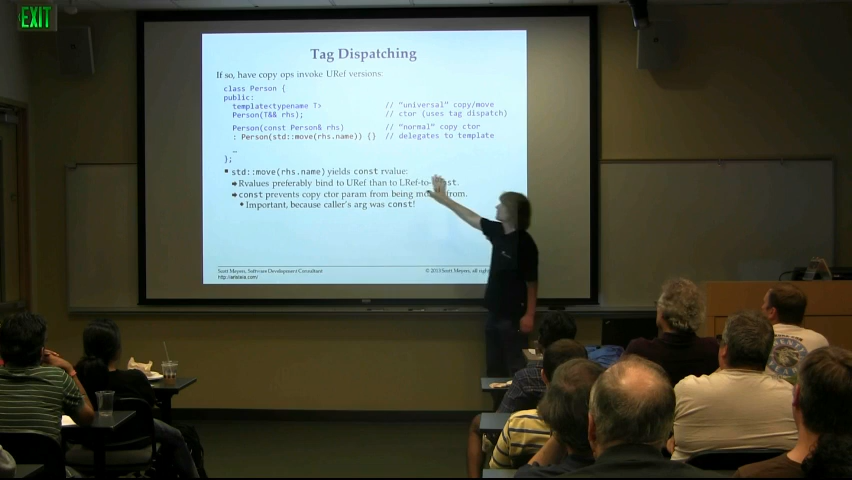 EXIT
Tag Dispatching
If so, have copy ops invoke URef versions:
class Person {
public:
template<typename T> // "universal" copy/move
Person(T&& rhs); // ctor (uses tag dispatch)
Person(const Person& rhs) // "normal" copy ctor
: Person(std::move(rhs.name)) {} // delegates to template
…
};
▪ std::move(rhs.name) yields const rvalue:
➔ Rvalues preferably bind to URef than to LRef-to-
➔ const prevents copy ctor param from being from.
• Important, because caller's arg was const!
Scott Meyers, Software Development Consultant © 2013 Scott Meyers, all
http://aristeia.com/